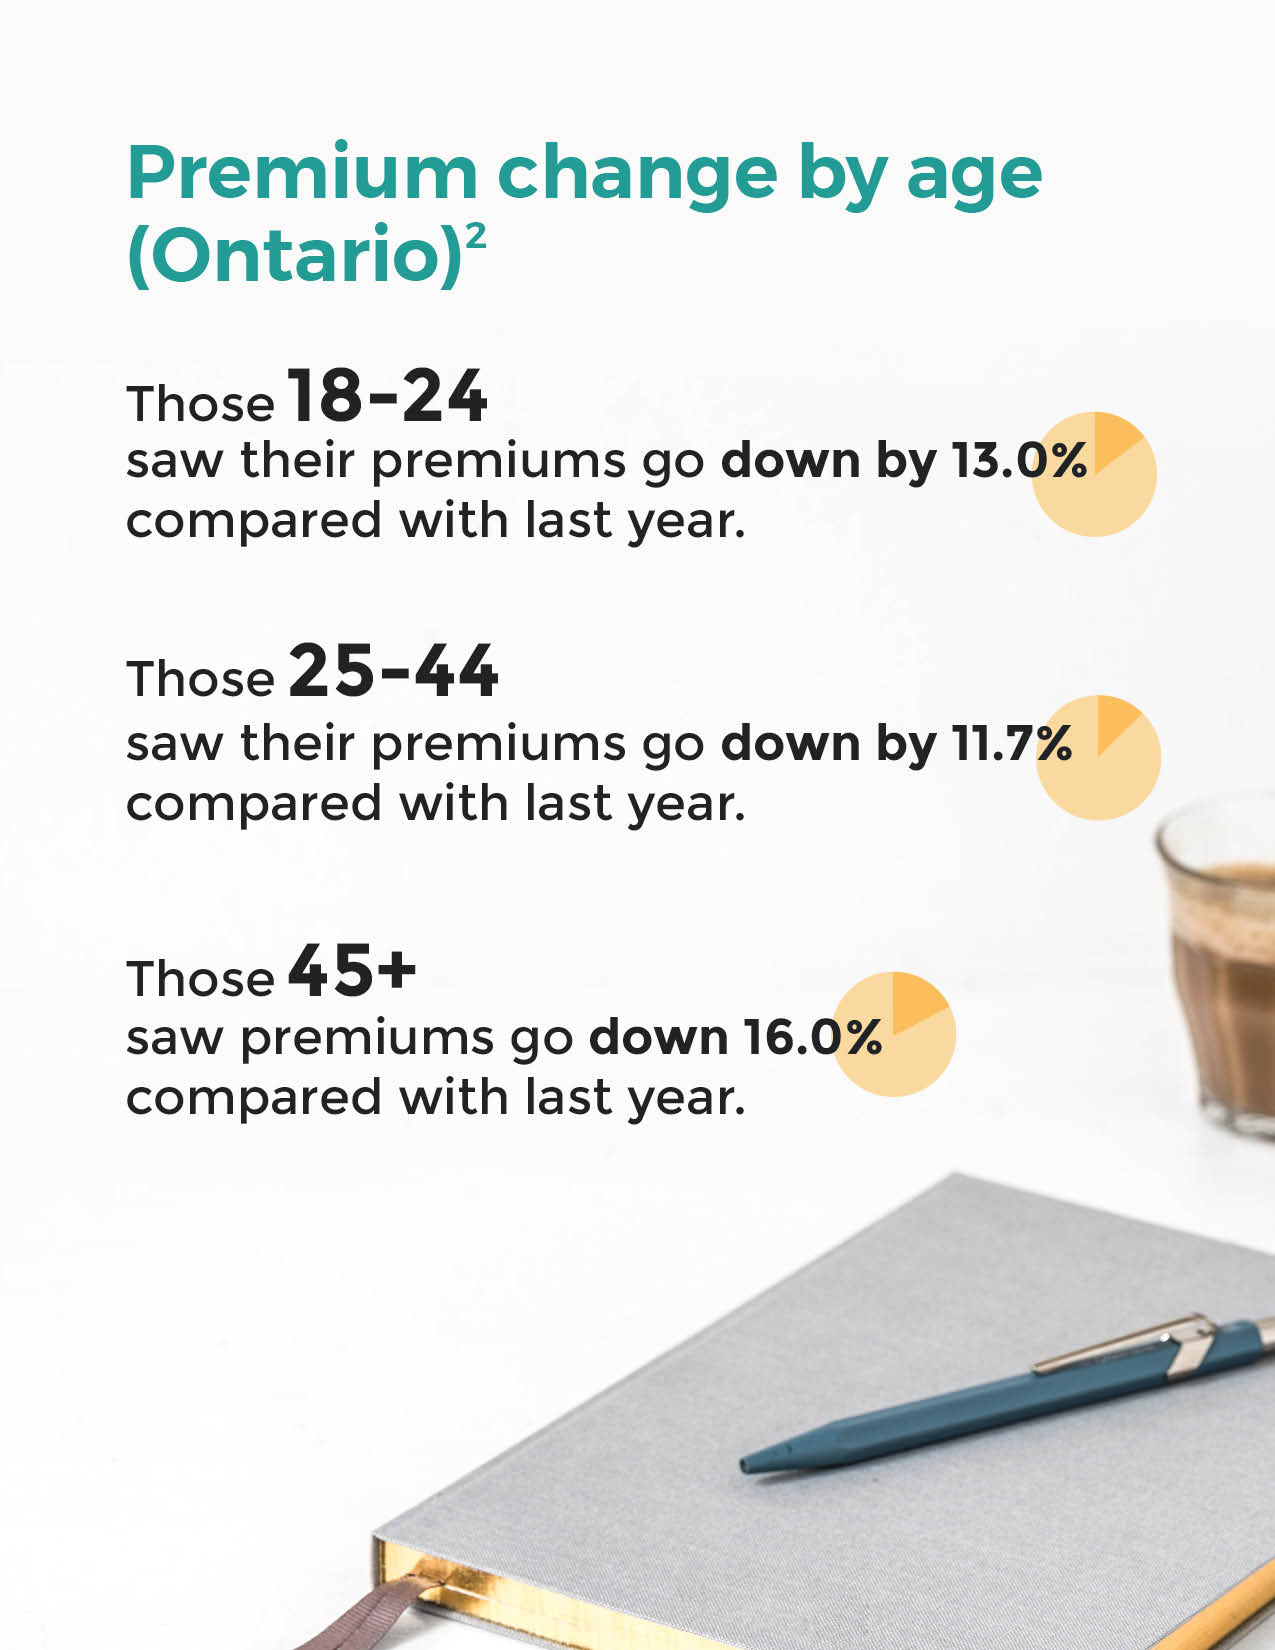 Premium change by age
(Ontario)²
Those 18-24
saw their premiums go down by 13.0%
compared with last year.
Those 25-44
saw their premiums go down by 11.7%
compared with last year.
Those 45+
saw premiums go down 16.0%
compared with last year.